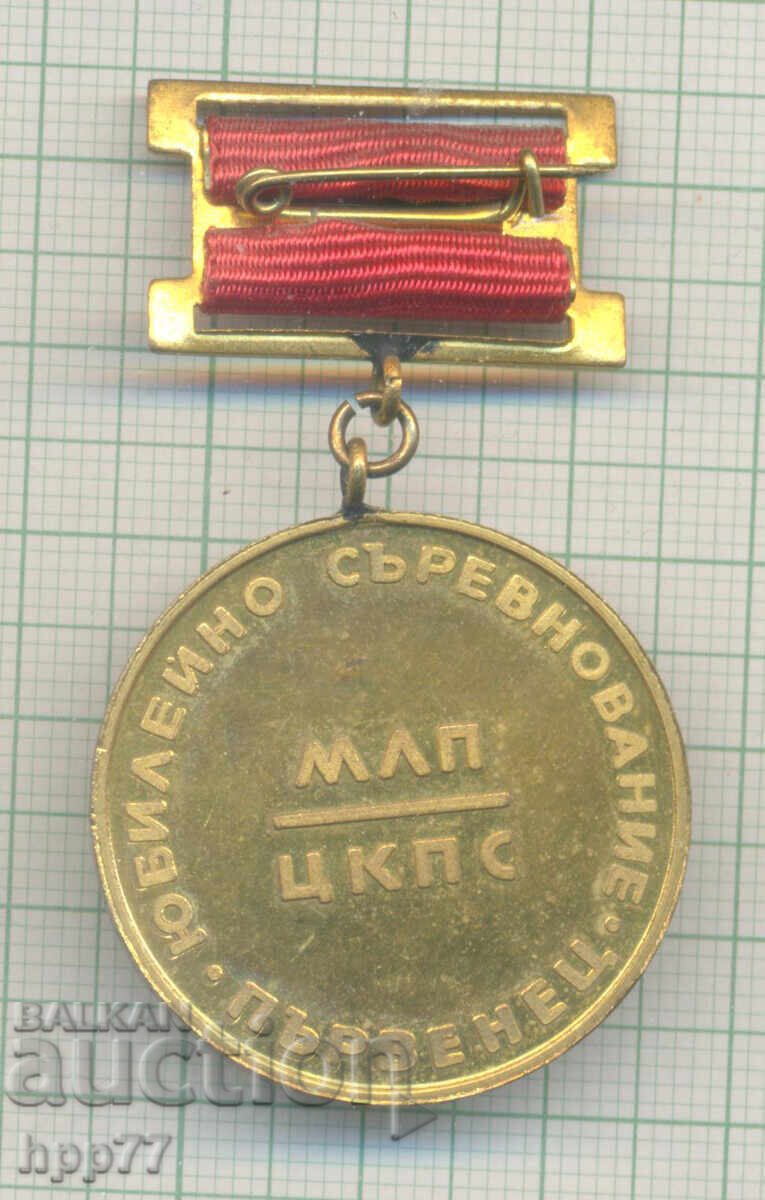 ЮБИЛЕЙНО СЪРЕВНОВАНИЕ
МЛП
ЦКПС
· ПЪРВЕНЕЦ ·
BALKAN
auction
hpp77